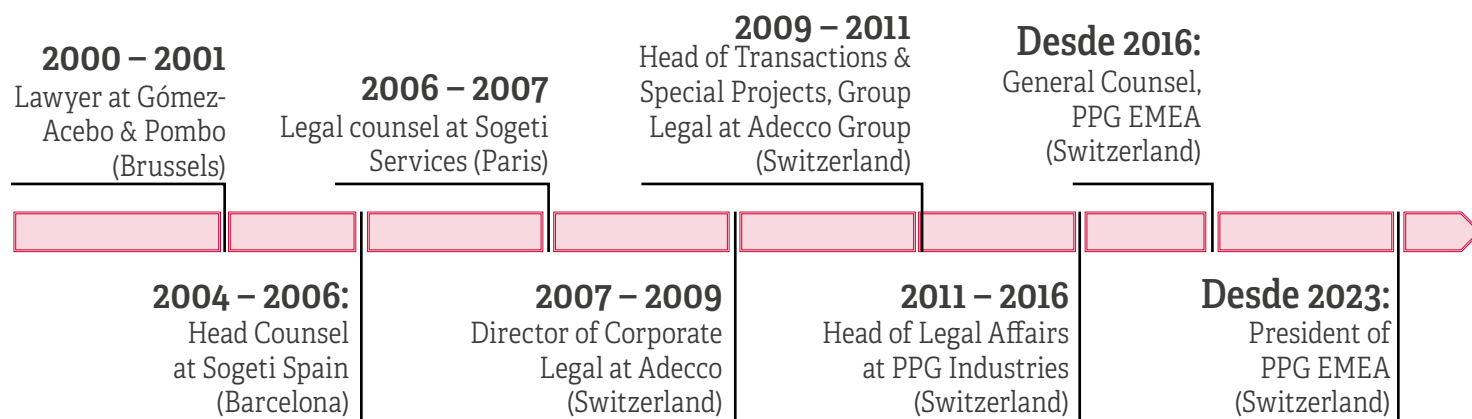 2000 – 2001
Lawyer at Gómez-
Acebo & Pombo
(Brussels)
2004 – 2006:
Head Counsel
at Sogeti Spain
(Barcelona)
2006 – 2007
Legal counsel at Sogeti
Services (Paris)
2007 – 2009
Director of Corporate
Legal at Adecco
(Switzerland)
2009 – 2011
Head of Transactions &
Special Projects, Group
Legal at Adecco Group
(Switzerland)
2011 – 2016
Head of Legal Affairs
at PPG Industries
(Switzerland)
Desde 2016:
General Counsel,
PPG EMEA
(Switzerland)
Desde 2023:
President of
PPG EMEA
(Switzerland)